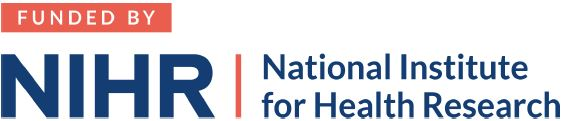 FUNDED BY
NIHR | National Institute
for Health Research